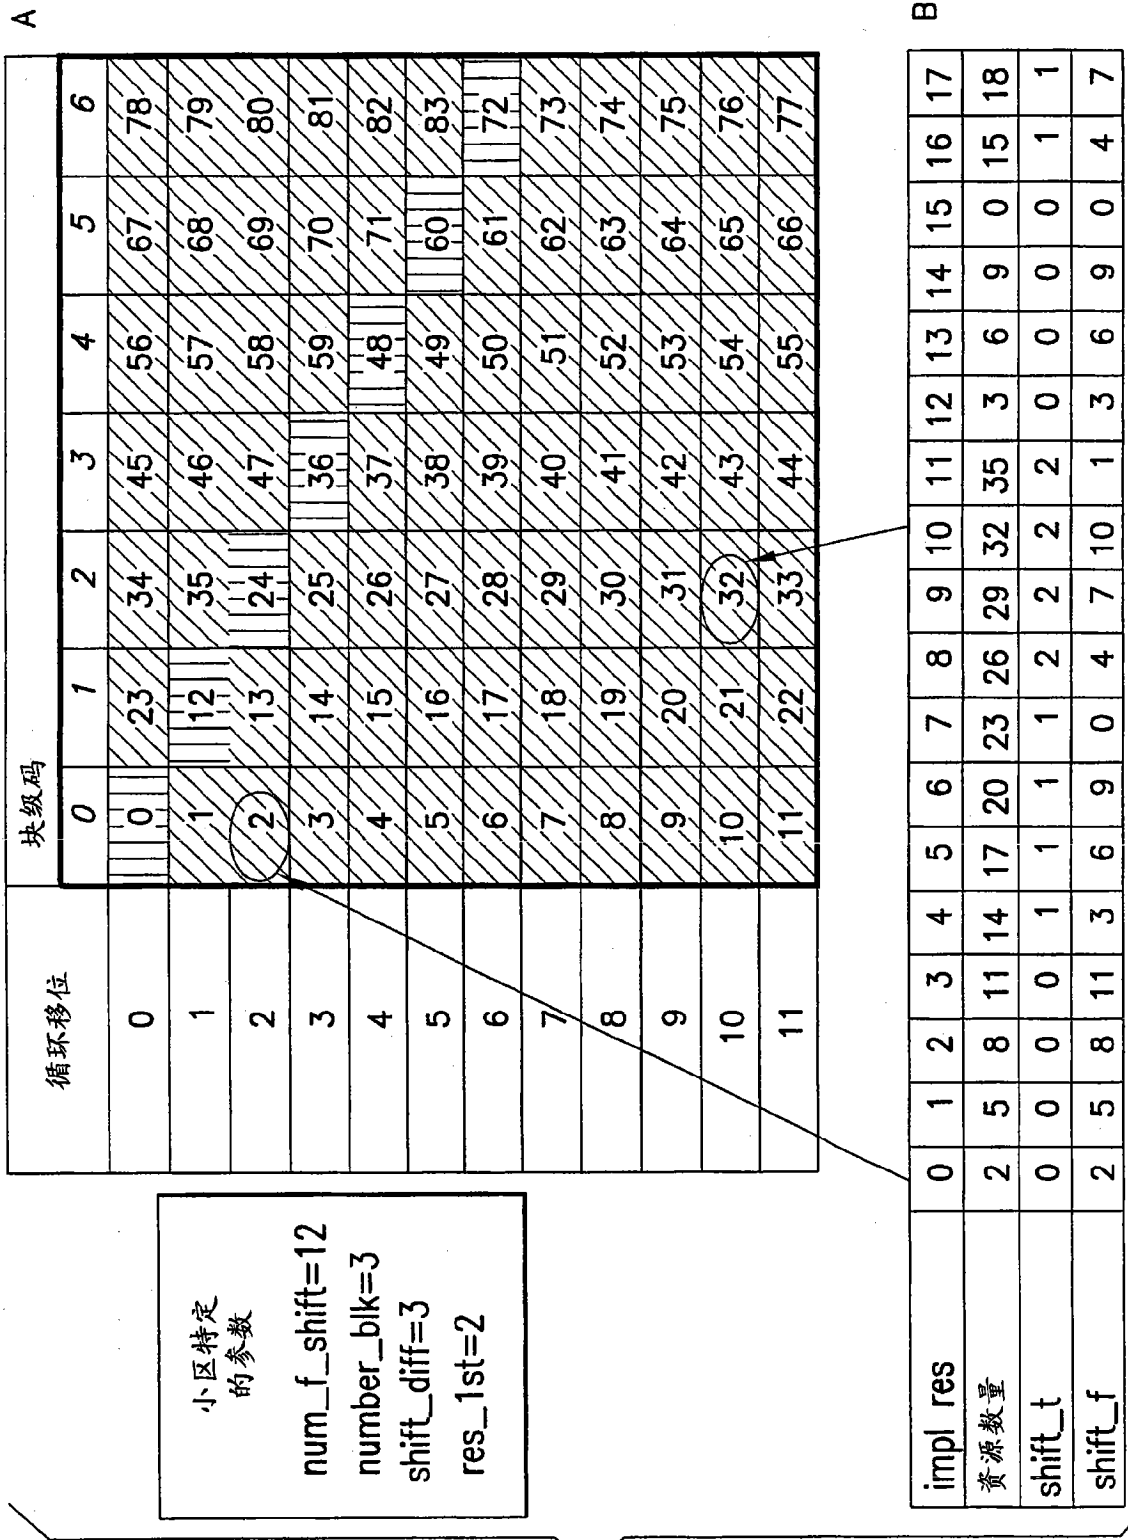 A
块级码
循环移位 0 1 2 3 4 5 6
0 0 23 34 45 56 67 78
1 1 12 35 46 57 68 79
2 2 13 24 47 58 69 80
3 3 14 25 36 59 70 81
4 4 15 26 37 48 71 82
5 5 16 27 38 49 60 83
6 6 17 28 39 50 61 72
7 7 18 29 40 51 62 73
8 8 19 30 41 52 63 74
9 9 20 31 42 53 64 75
10 10 21 32 43 54 65 76
11 11 22 33 44 55 66 77
小区特定
的参数
num_f_shift=12
number_blk=3
shift_diff=3
res_1st=2
B
impl res 0 1 2 3 4 5 6 7 8 9 10 11 12 13 14 15 16 17
资源数量 2 5 8 11 14 17 20 23 26 29 32 35 3 6 9 0 15 18
shift_t 0 0 0 0 1 1 1 1 2 2 2 2 0 0 0 0 1 1
shift_f 2 5 8 11 3 6 9 0 4 7 10 1 3 6 9 0 4 7